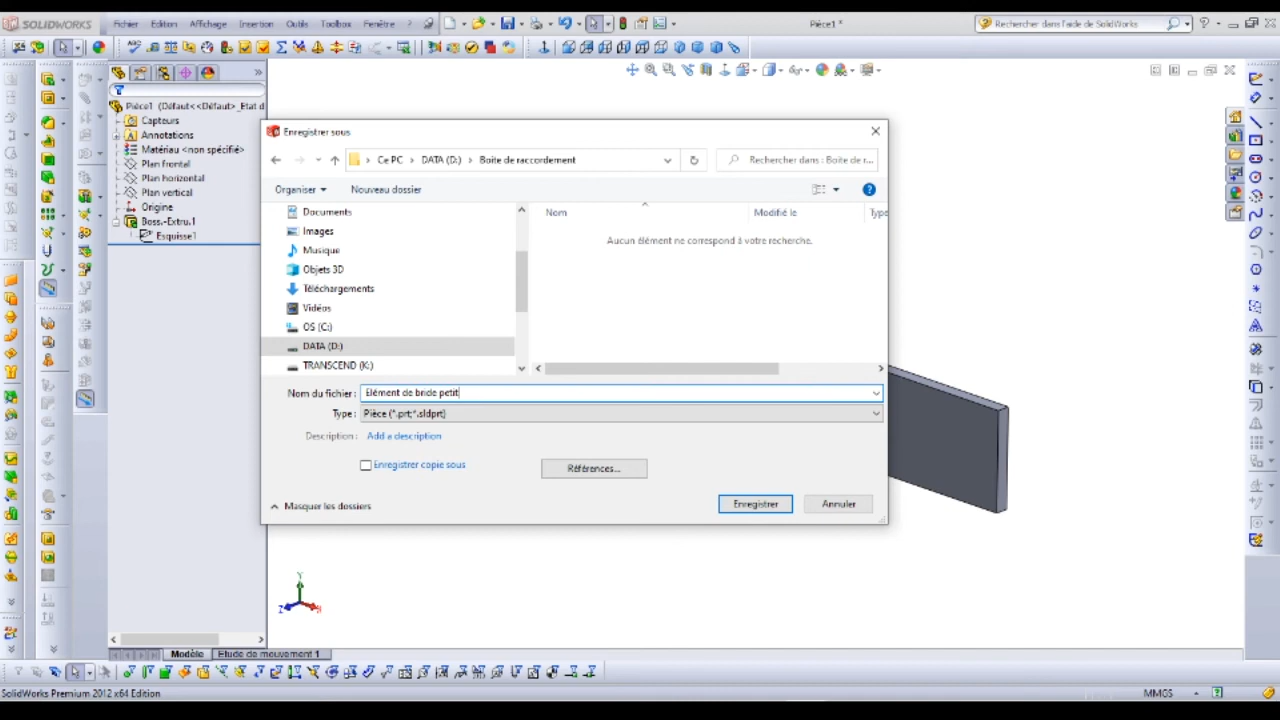 SOLIDWORKS Fichier Edition Affichage Insertion Outils Toolbox Fenêtre ? Pièce1 * Rechercher dans l'aide de SolidWorks
Pièce1 (Défaut<<Défaut>_Etat d
Capteurs
Annotations
Matériau <non spécifié>
Plan frontal
Plan horizontal
Plan vertical
Origine
Boss.-Extru.1
Esquisse1
Enregistrer sous
Ce PC > DATA (D:) > Boite de raccordement
Rechercher dans : Boite de r...
Organiser Nouveau dossier
Documents
Images
Musique
Objets 3D
Téléchargements
Vidéos
OS (C:)
DATA (D:)
TRANSCEND (K:)
Nom Modifié le Type
Aucun élément ne correspond à votre recherche.
Nom du fichier : Elément de bride petit
Type : Pièce (*.prt;*.sldprt)
Description : Add a description
Enregistrer copie sous
Références...
Masquer les dossiers
Enregistrer Annuler
Y
Z X
Modèle Etude de mouvement 1
SolidWorks Premium 2012 x64 Edition MMGS